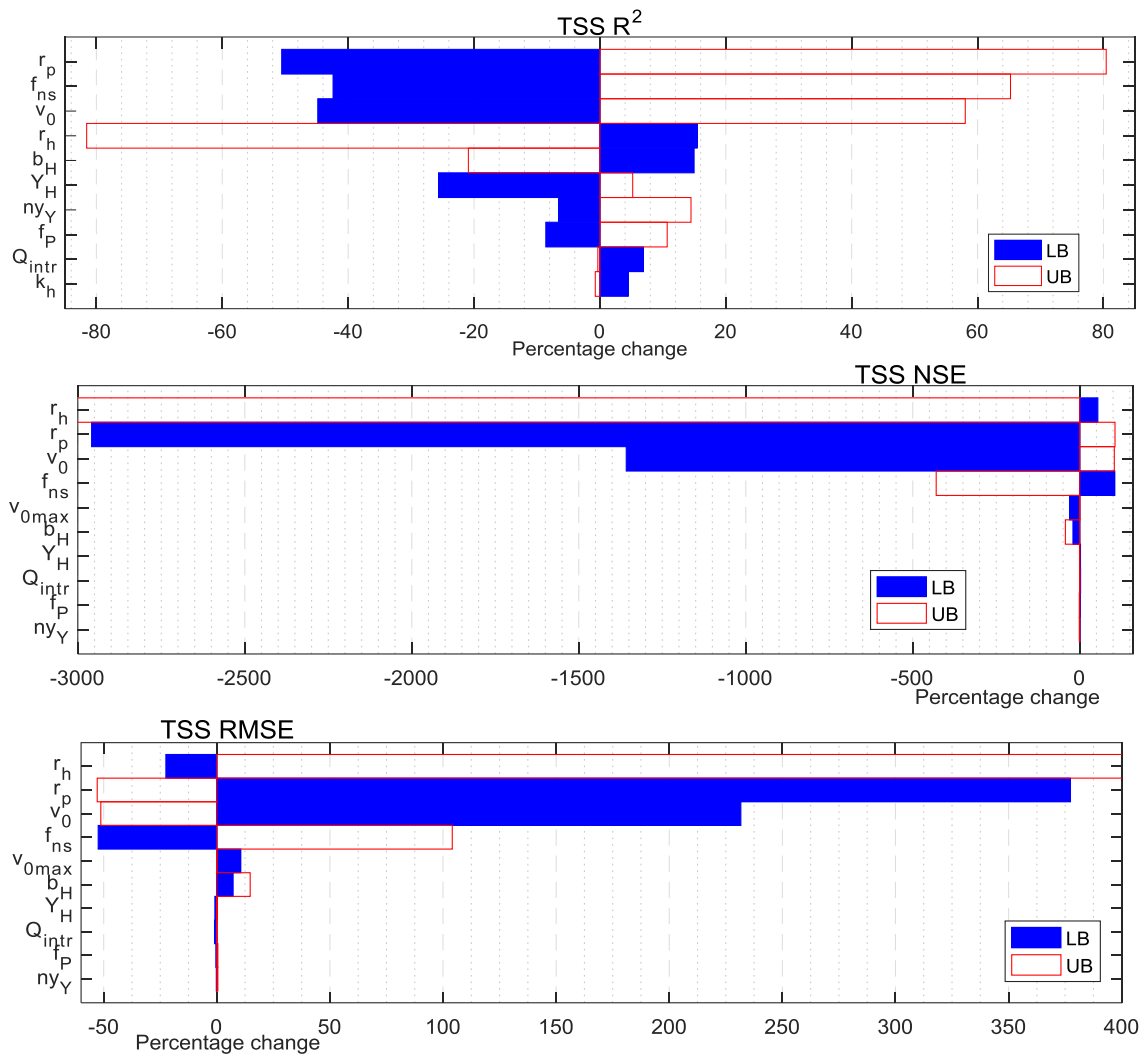 TSS R²
r_p
f_ns
v_0
r_h
b_H
Y_H
ny_Y
f_P
Q_intr
k_h
LB
UB
-80 -60 -40 -20 0 20 40 60 80
Percentage change
TSS NSE
r_h
r_p
v_0
f_ns
v_0max
b_H
Y_H
Q_intr
f_P
ny_Y
LB
UB
-3000 -2500 -2000 -1500 -1000 -500 0
Percentage change
TSS RMSE
r_h
r_p
v_0
f_ns
v_0max
b_H
Y_H
Q_intr
f_P
ny_Y
LB
UB
-50 0 50 100 150 200 250 300 350 400
Percentage change